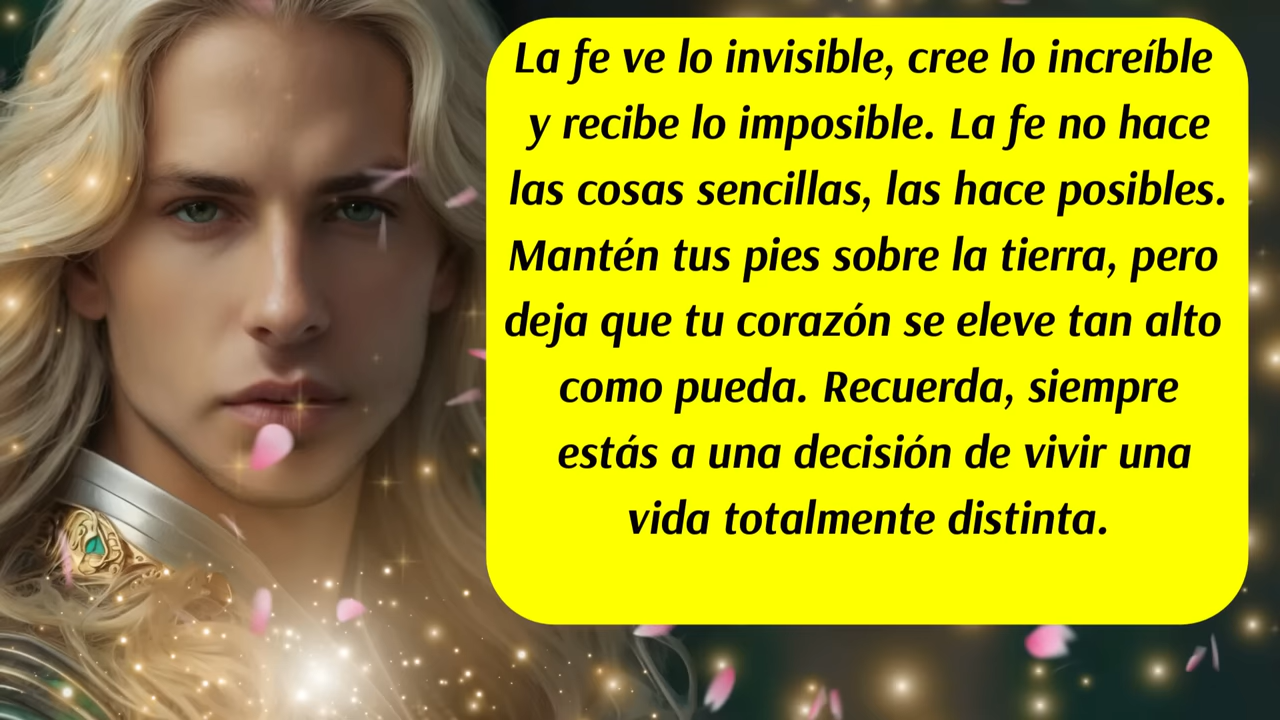 La fe ve lo invisible, cree lo increíble
y recibe lo imposible. La fe no hace
las cosas sencillas, las hace posibles.
Mantén tus pies sobre la tierra, pero
deja que tu corazón se eleve tan alto
como pueda. Recuerda, siempre
estás a una decisión de vivir una
vida totalmente distinta.